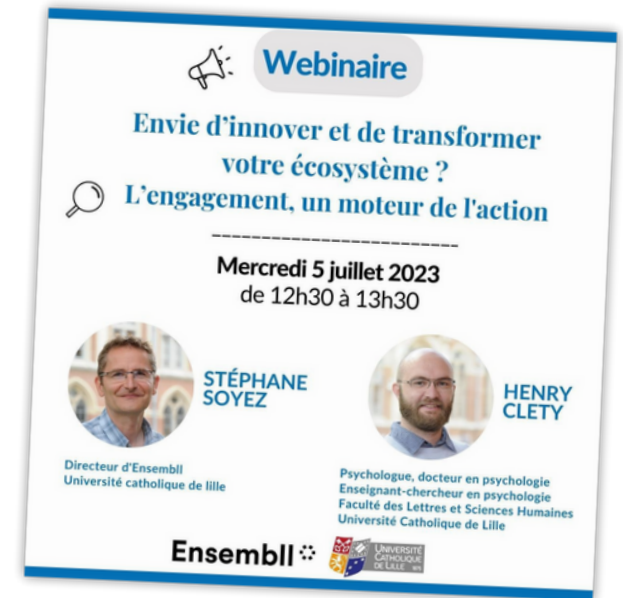 Webinaire
Envie d'innover et de transformer
votre écosystème ?
L'engagement, un moteur de l'action
-------------------------
Mercredi 5 juillet 2023
de 12h30 à 13h30
STÉPHANE
SOYEZ
Directeur d'Ensembll
Université catholique de lille
HENRY
CLETY
Psychologue, docteur en psychologie
Enseignant-chercheur en psychologie
Faculté des Lettres et Sciences Humaines
Université Catholique de Lille
Ensembll
UNIVERSITÉ
CATHOLIQUE
DE LILLE